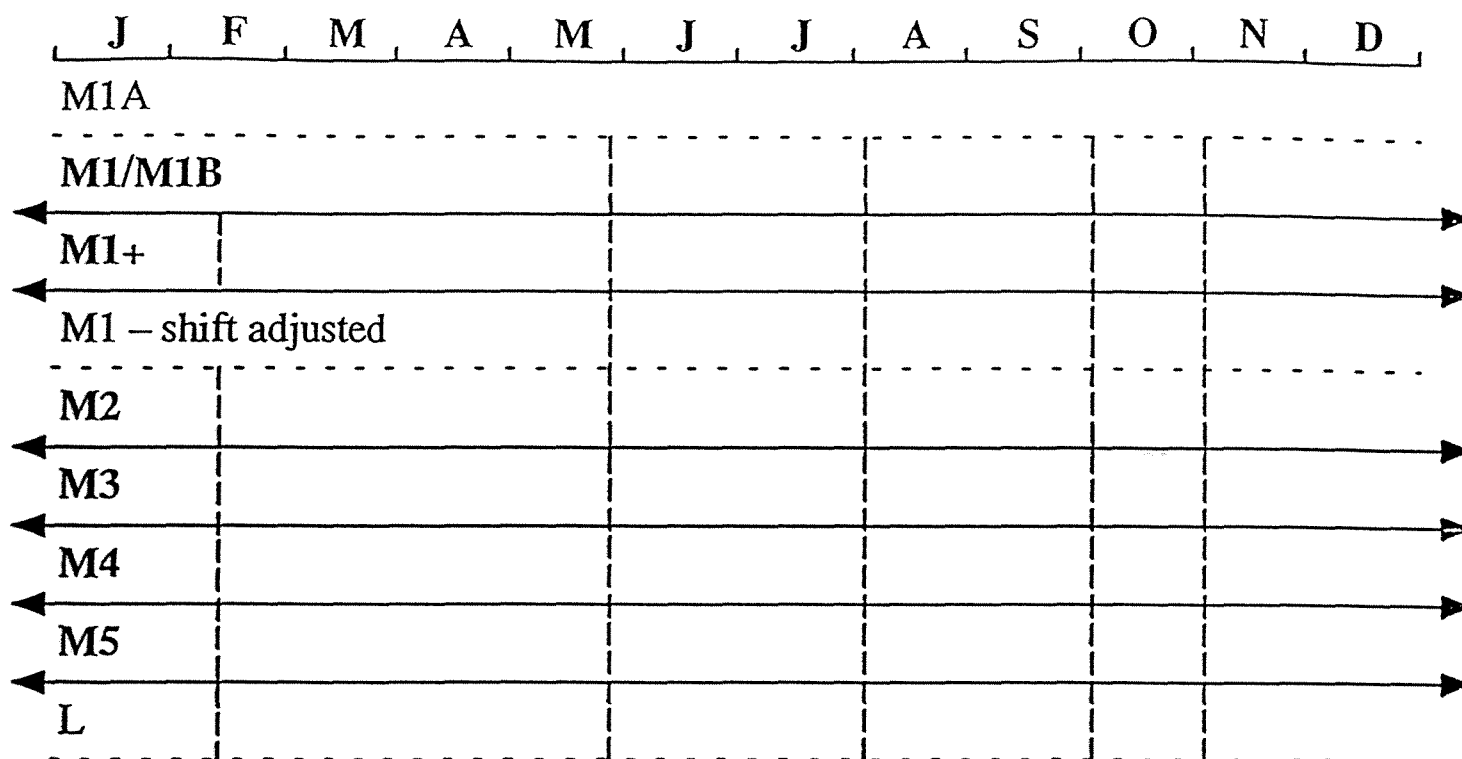 J F M A M J J A S O N D
M1A
M1/M1B
M1+
M1 – shift adjusted
M2
M3
M4
M5
L